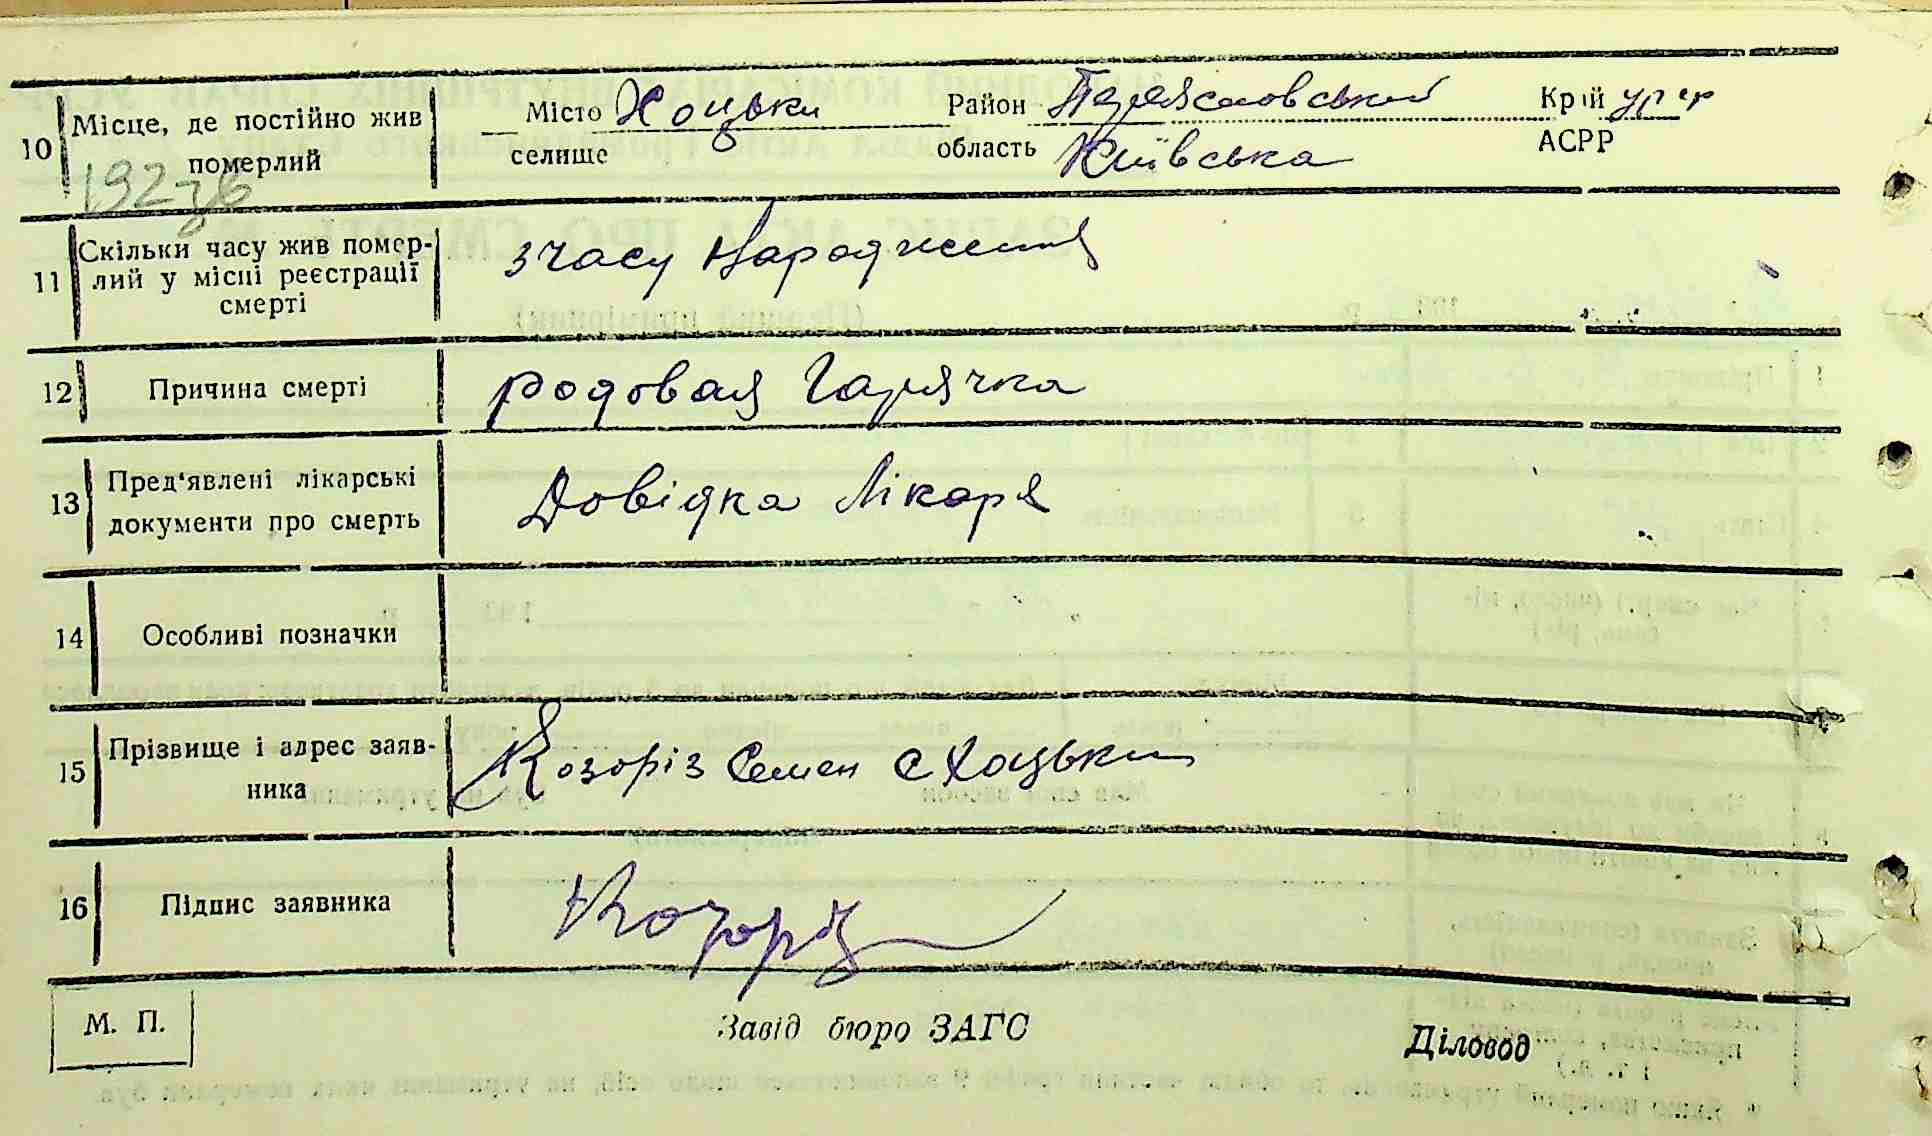 10 Місце, де постійно жив Місто Хоцьки Район Переяславський Край УРСР
померлий селище область Київська АСРР
11 Скільки часу жив помер-
лий у місці реєстрації
смерті
з часу народження
12 Причина смерті родовая гарячка
13 Пред'явлені лікарські
документи про смерть
Довідка лікаря
14 Особливі позначки
15 Прізвище і адрес заяв-
ника
Козоріз Семен с Хоцьки
16 Підпис заявника Козоріз
М. П. Завід бюро ЗАГС Діловод